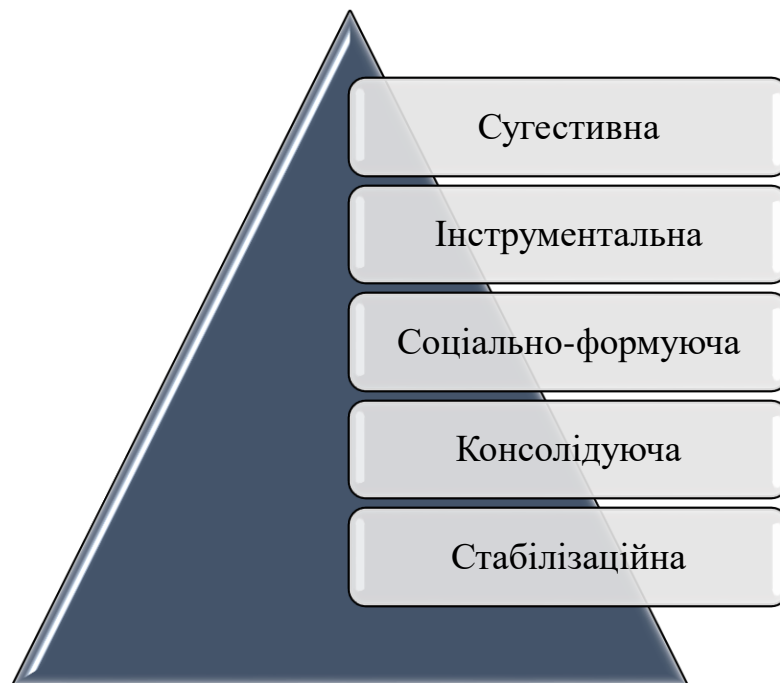 Сугестивна
Інструментальна
Соціально-формуюча
Консолідуюча
Стабілізаційна